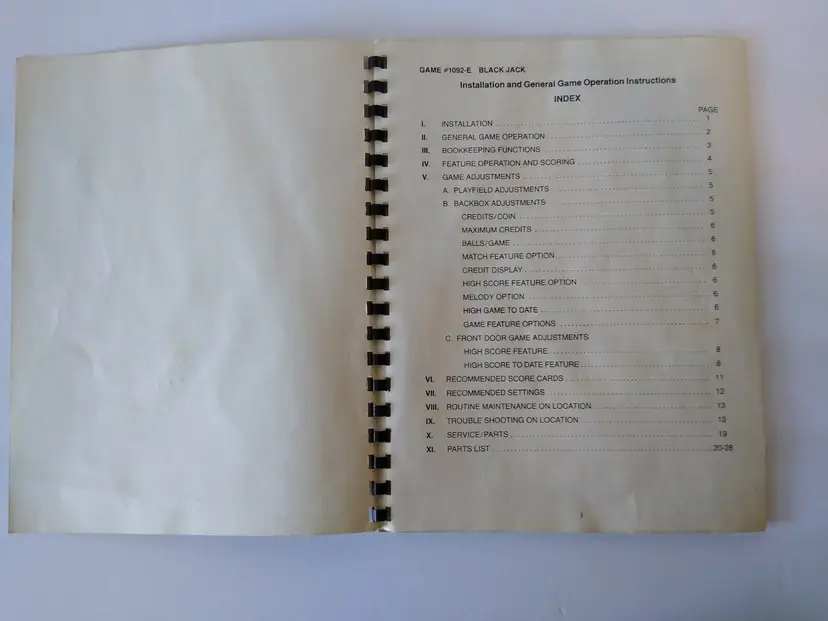 GAME #1092-E BLACK JACK
Installation and General Game Operation Instructions
INDEX
PAGE
I. INSTALLATION 1
II. GENERAL GAME OPERATION 2
III. BOOKKEEPING FUNCTIONS 3
IV. FEATURE OPERATION AND SCORING 4
V. GAME ADJUSTMENTS 5
A. PLAYFIELD ADJUSTMENTS 5
B. BACKBOX ADJUSTMENTS 5
CREDITS/COIN 5
MAXIMUM CREDITS 6
BALLS/GAME 6
MATCH FEATURE OPTION 6
CREDIT DISPLAY 6
HIGH SCORE FEATURE OPTION 6
MELODY OPTION 6
HIGH GAME TO DATE 6
GAME FEATURE OPTIONS 7
C. FRONT DOOR GAME ADJUSTMENTS
HIGH SCORE FEATURE 8
HIGH SCORE TO DATE FEATURE 8
VI. RECOMMENDED SCORE CARDS 11
VII. RECOMMENDED SETTINGS 12
VIII. ROUTINE MAINTENANCE ON LOCATION 13
IX. TROUBLE SHOOTING ON LOCATION 13
X. SERVICE/PARTS 19
XI. PARTS LIST 20-28